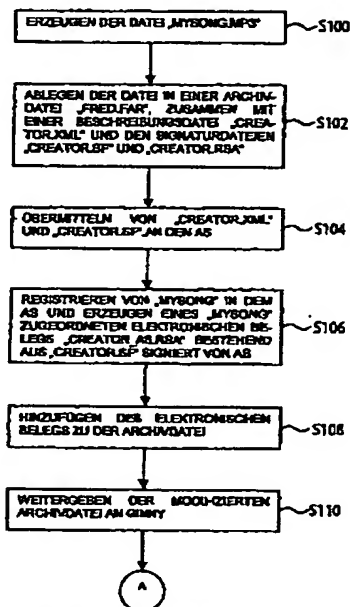 ERZEUGEN DER DATEI „MYSONG.MP3"
S100
ABLEGEN DER DATEI IN EINER ARCHIV-
DATEI „FRED.FAR", ZUSAMMEN MIT
EINER BESCHREIBUNGSDATEI „CREA-
TOR.XML" UND DEN SIGNATURDATEIEN
„CREATOR.SF" UND „CREATOR.RSA"
S102
ÜBERMITTELN VON „CREATOR.XML"
UND „CREATOR.SF" AN DEN AS
S104
REGISTRIEREN VON „MYSONG" IN DEM
AS UND ERZEUGEN EINES „MYSONG"
ZUGEORDNETEN ELEKTRONISCHEN BE-
LEGS „CREATOR_AS.RSA" BESTEHEND
AUS „CREATOR.SF" SIGNIERT VON AS
S106
HINZUFÜGEN DES ELEKTRONISCHEN
BELEGS ZU DER ARCHIVDATEI
S108
WEITERGEBEN DER MODIFIZIERTEN
ARCHIVDATEI AN GINNY
S110
A